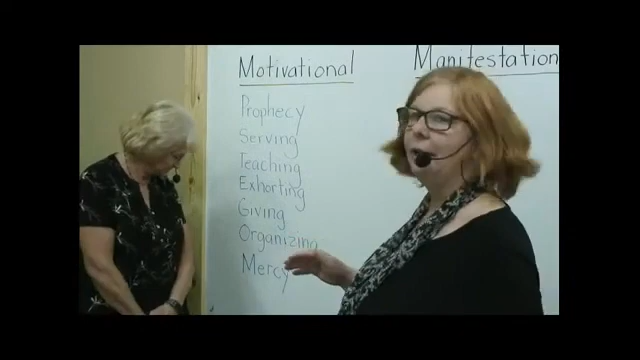 Motivational
Manifestation
Prophecy
Serving
Teaching
Exhorting
Giving
Organizing
Mercy